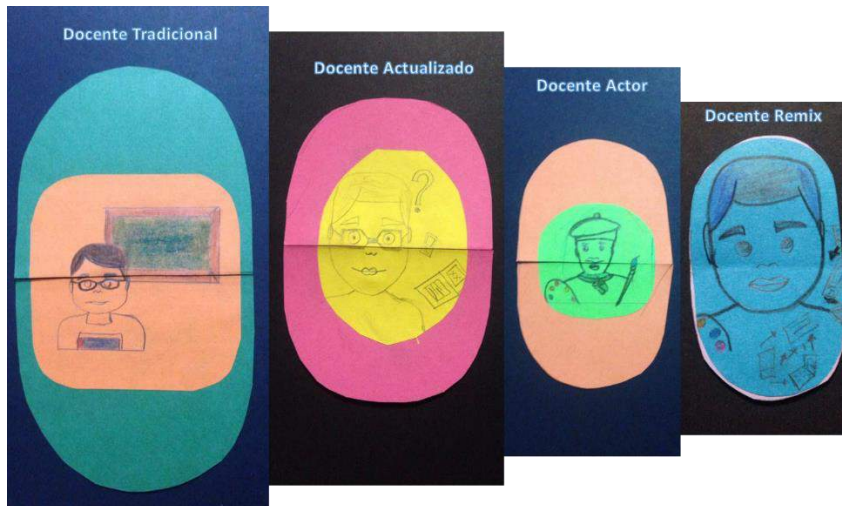 Docente Tradicional
Docente Actualizado
Docente Actor
Docente Remix
?